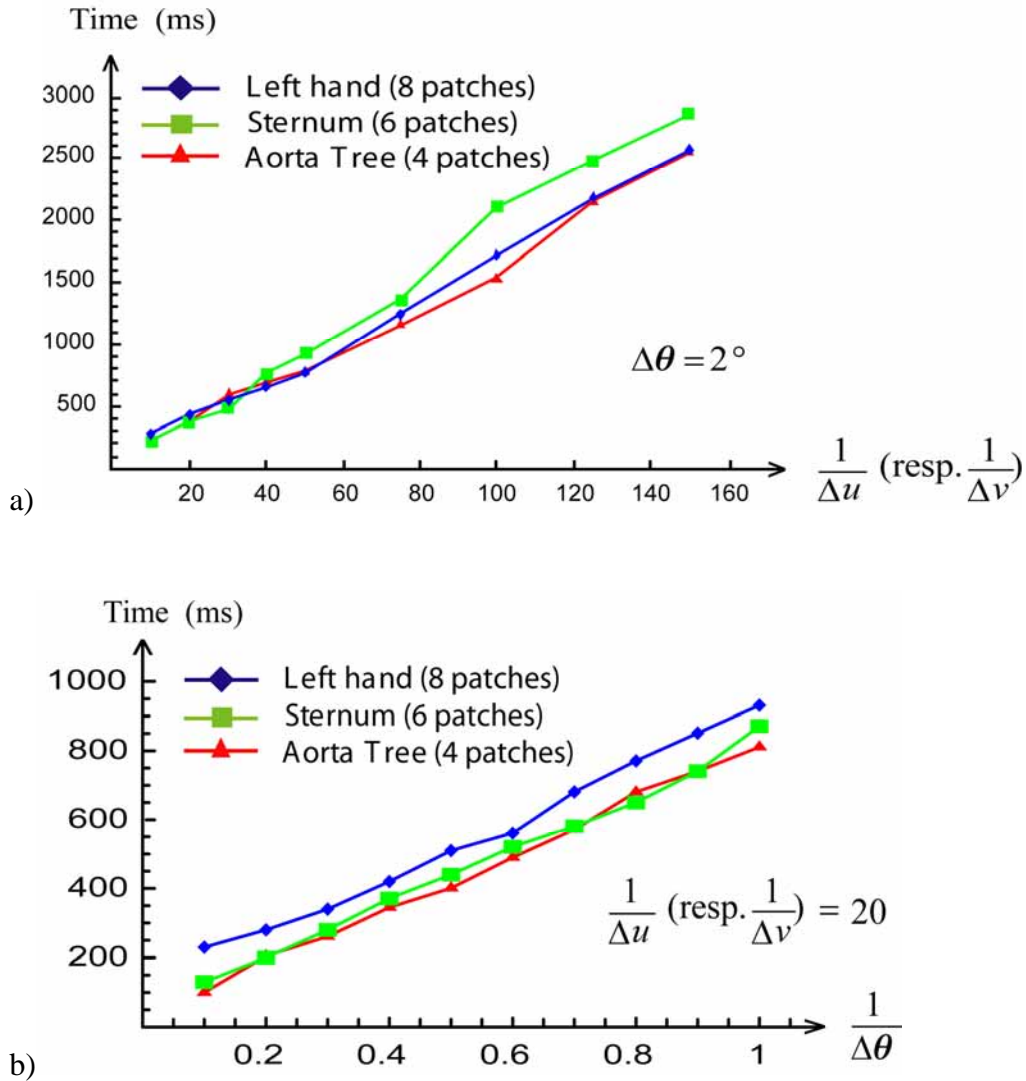 Time (ms)
Left hand (8 patches)
Sternum (6 patches)
Aorta Tree (4 patches)
3000
2500
2000
1500
1000
500
Δθ = 2°
20 40 60 80 100 120 140 160
1/Δu (resp. 1/Δv)
a)
Time (ms)
Left hand (8 patches)
Sternum (6 patches)
Aorta Tree (4 patches)
1000
800
600
400
200
1/Δu (resp. 1/Δv) = 20
0.2 0.4 0.6 0.8 1
1/Δθ
b)